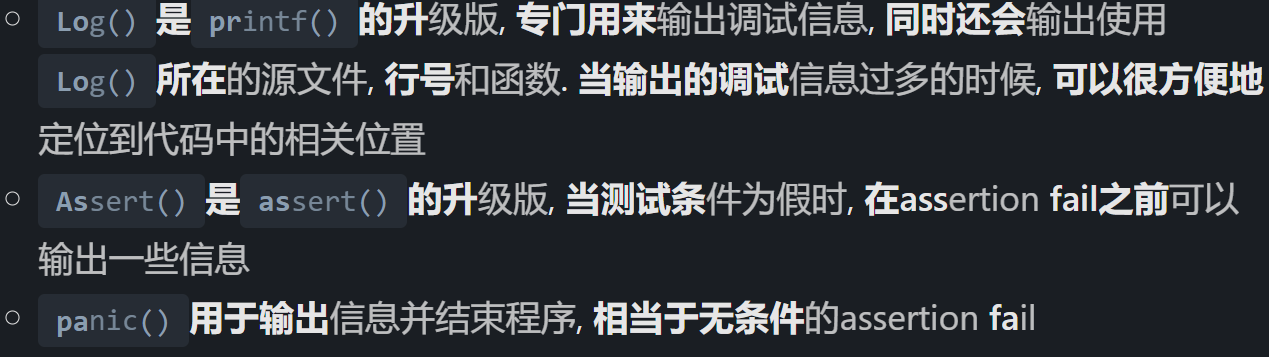 Log() 是 printf() 的升级版, 专门用来输出调试信息, 同时还会输出使用
Log() 所在的源文件, 行号和函数. 当输出的调试信息过多的时候, 可以很方便地
定位到代码中的相关位置
Assert() 是 assert() 的升级版, 当测试条件为假时, 在assertion fail之前可以
输出一些信息
panic() 用于输出信息并结束程序, 相当于无条件的assertion fail